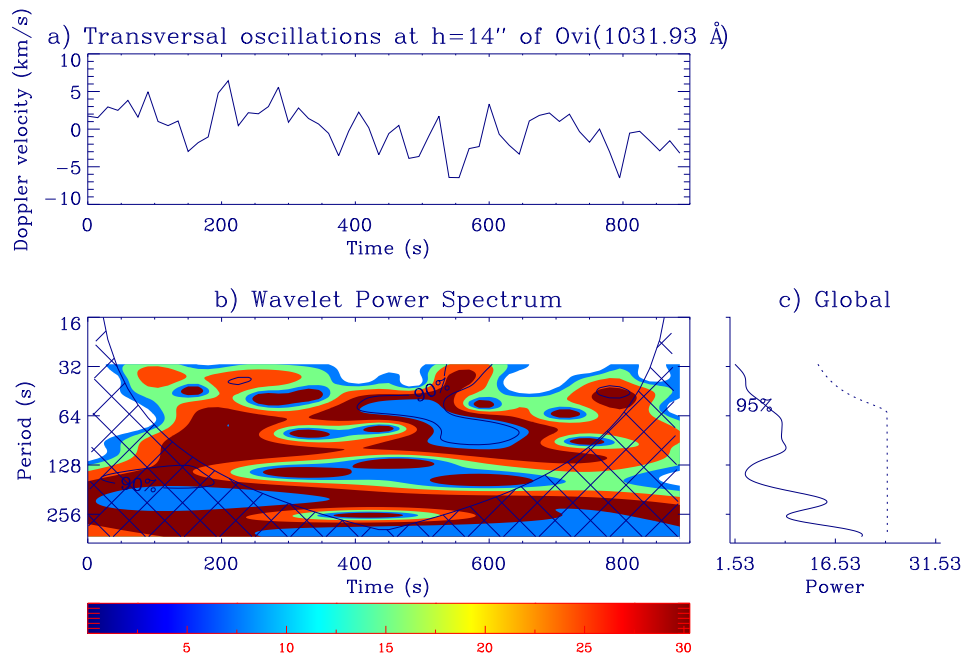 a) Transversal oscillations at h=14" of Ovi(1031.93 Å)
Doppler velocity (km/s)
10
5
0
−5
−10
0 200 400 600 800
Time (s)
b) Wavelet Power Spectrum
c) Global
Period (s)
16
32
64
128
256
90%
90%
95%
0 200 400 600 800
Time (s)
1.53 16.53 31.53
Power
5 10 15 20 25 30